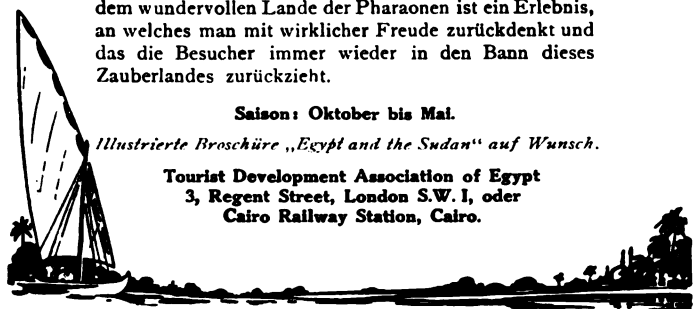 dem wundervollen Lande der Pharaonen ist ein Erlebnis,
an welches man mit wirklicher Freude zurückdenkt und
das die Besucher immer wieder in den Bann dieses
Zauberlandes zurückzieht.
Saison: Oktober bis Mai.
Illustrierte Broschüre „Egypt and the Sudan“ auf Wunsch.
Tourist Development Association of Egypt
3, Regent Street, London S.W. I, oder
Cairo Railway Station, Cairo.